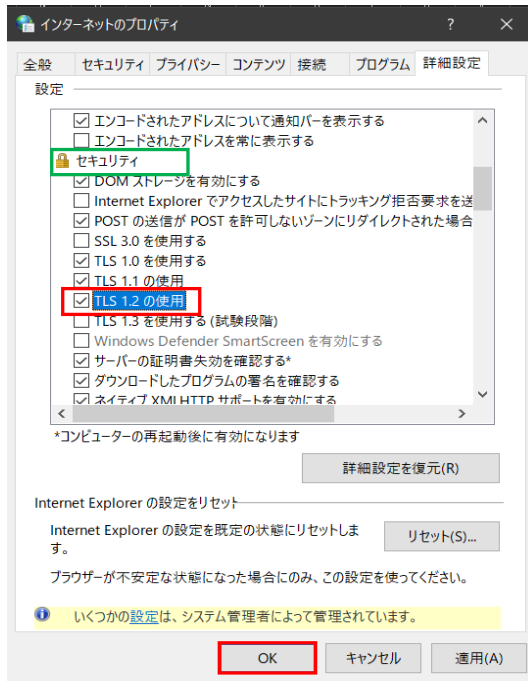 インターネットのプロパティ
全般 セキュリティ プライバシー コンテンツ 接続 プログラム 詳細設定
設定
エンコードされたアドレスについて通知バーを表示する
エンコードされたアドレスを常に表示する
セキュリティ
DOM ストレージを有効にする
Internet Explorer でアクセスしたサイトにトラッキング拒否要求を送
POST の送信が POST を許可しないゾーンにリダイレクトされた場合
SSL 3.0 を使用する
TLS 1.0 を使用する
TLS 1.1 の使用
TLS 1.2 の使用
TLS 1.3 を使用する (試験段階)
Windows Defender SmartScreen を有効にする
サーバーの証明書失効を確認する*
ダウンロードしたプログラムの署名を確認する
ネイティブ XMLHTTP サポートを有効にする
*コンピューターの再起動後に有効になります
詳細設定を復元(R)
Internet Explorer の設定をリセット
Internet Explorer の設定を既定の状態にリセットしま
す。
リセット(S)...
ブラウザーが不安定な状態になった場合にのみ、この設定を使ってください。
いくつかの設定は、システム管理者によって管理されています。
OK キャンセル 適用(A)